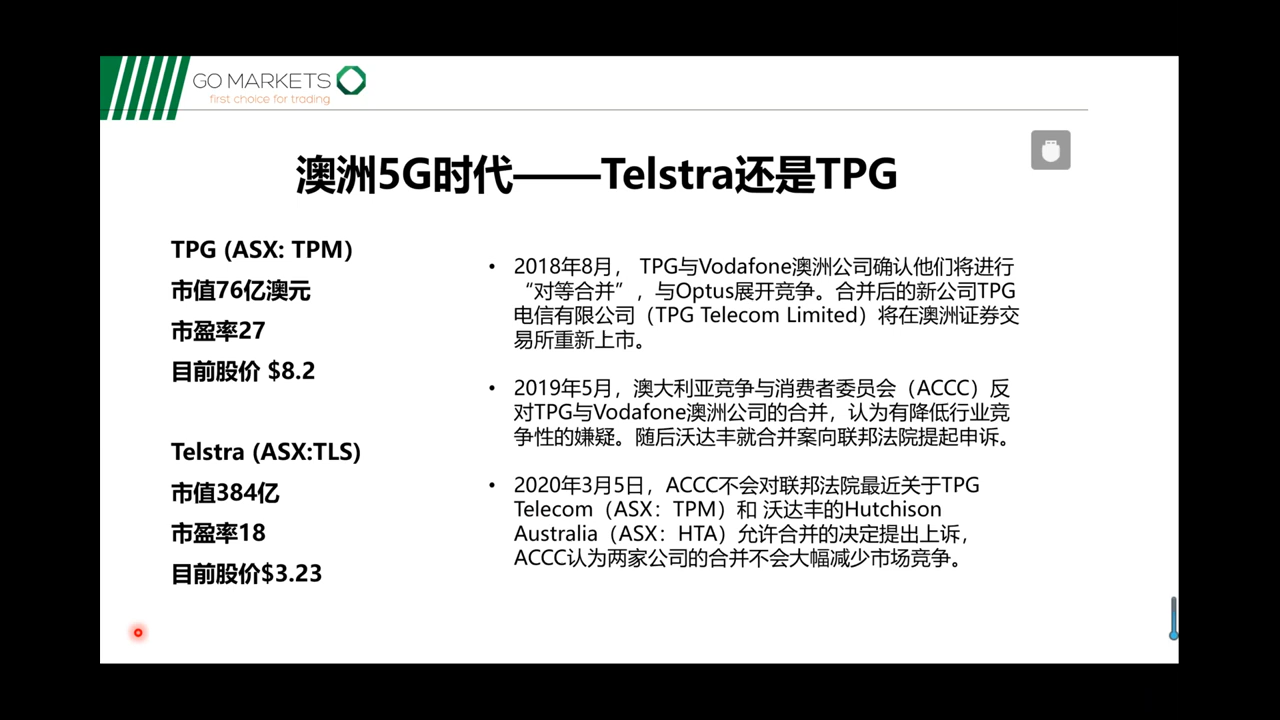 GO MARKETS
first choice for trading
澳洲5G时代——Telstra还是TPG
TPG (ASX: TPM)
市值76亿澳元
市盈率27
目前股价 $8.2
Telstra (ASX:TLS)
市值384亿
市盈率18
目前股价$3.23
• 2018年8月， TPG与Vodafone澳洲公司确认他们将进行
“对等合并”，与Optus展开竞争。合并后的新公司TPG
电信有限公司（TPG Telecom Limited）将在澳洲证券交
易所重新上市。
• 2019年5月，澳大利亚竞争与消费者委员会（ACCC）反
对TPG与Vodafone澳洲公司的合并，认为有降低行业竞
争性的嫌疑。随后沃达丰就合并案向联邦法院提起申诉。
• 2020年3月5日，ACCC不会对联邦法院最近关于TPG
Telecom（ASX：TPM）和 沃达丰的Hutchison
Australia（ASX：HTA）允许合并的决定提出上诉，
ACCC认为两家公司的合并不会大幅减少市场竞争。